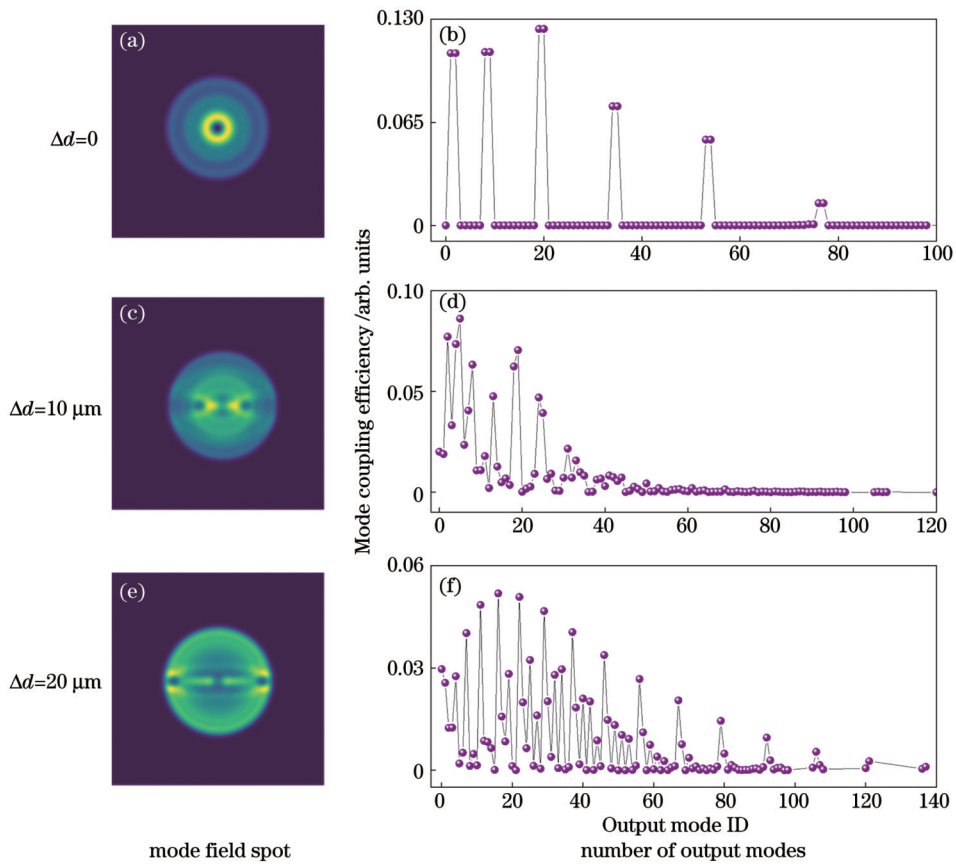 (a)
Δd=0
(b)
0.130
0.065
0
0 20 40 60 80 100
(c)
Δd=10 μm
(d)
0.10
0.05
0
0 20 40 60 80 100 120
(e)
Δd=20 μm
(f)
0.06
0.03
0
0 20 40 60 80 100 120 140
Mode coupling efficiency /arb. units
Output mode ID
mode field spot
number of output modes